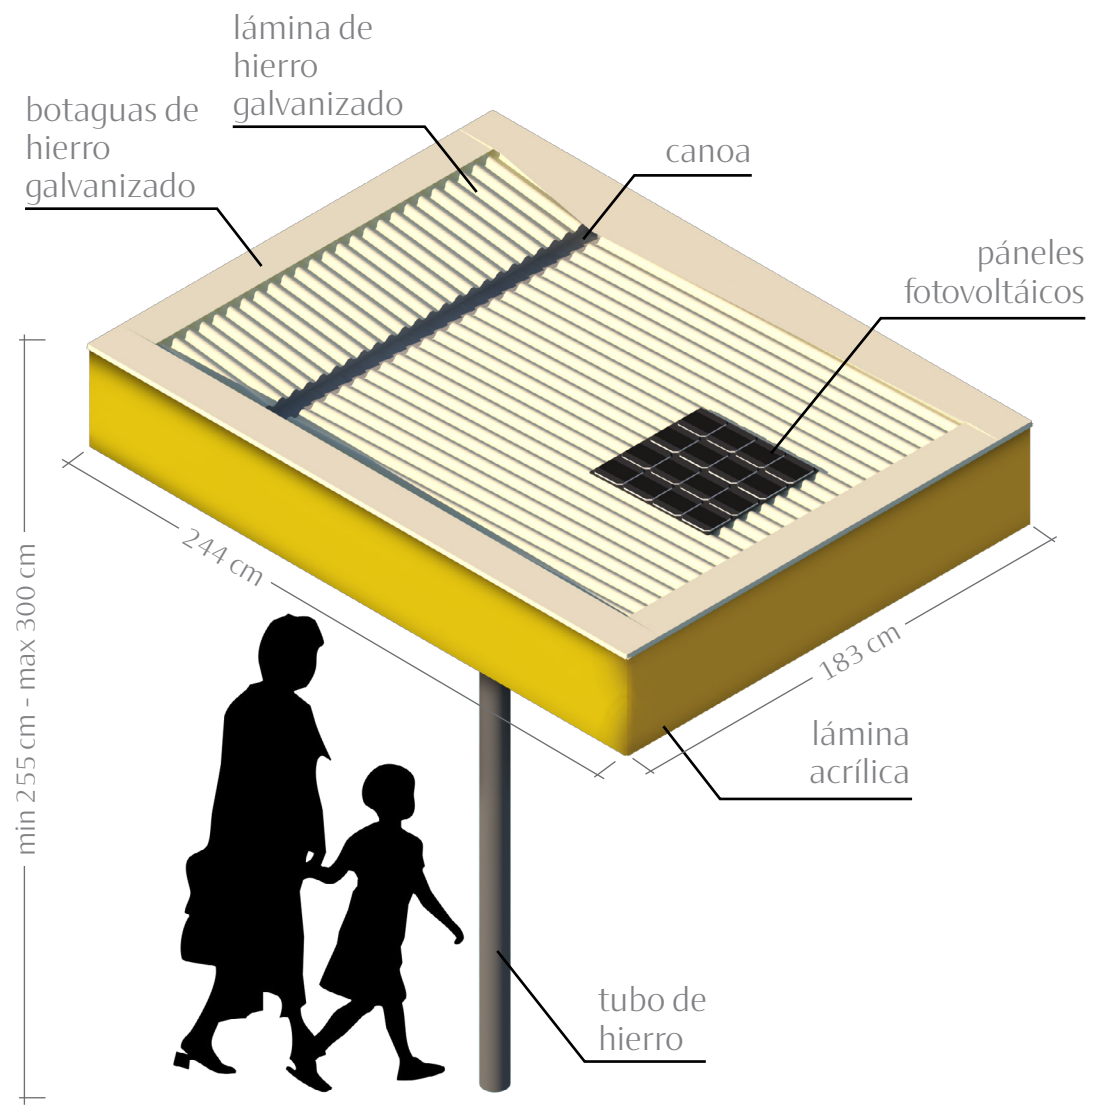 lámina de
hierro
galvanizado
botaguas de
hierro
galvanizado
canoa
páneles
fotovoltáicos
244 cm
183 cm
min 255 cm - max 300 cm
lámina
acrílica
tubo de
hierro